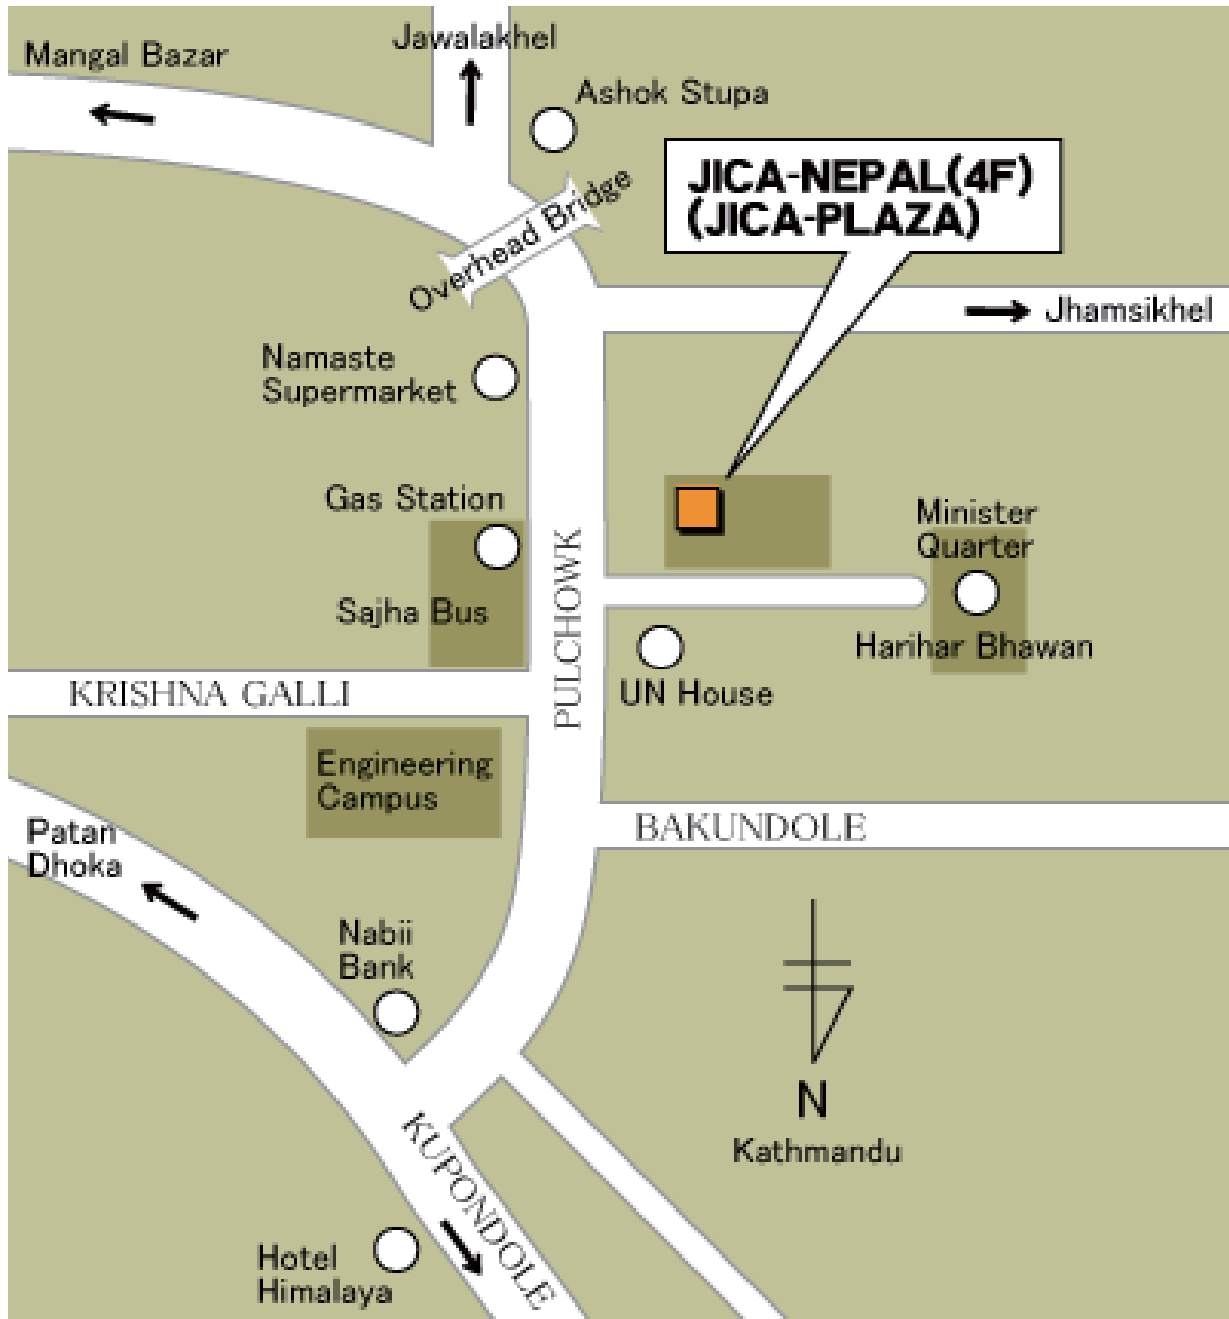 Jawalakhel
Mangal Bazar
Ashok Stupa
JICA-NEPAL(4F)
(JICA-PLAZA)
Overhead Bridge
Jhamsikhel
Namaste
Supermarket
Gas Station
Minister
Quarter
PULCHOWK
Sajha Bus
Harihar Bhawan
UN House
KRISHNA GALLI
Engineering
Campus
BAKUNDOLE
Patan
Dhoka
Nabii
Bank
N
Kathmandu
KUPONDOLE
Hotel
Himalaya